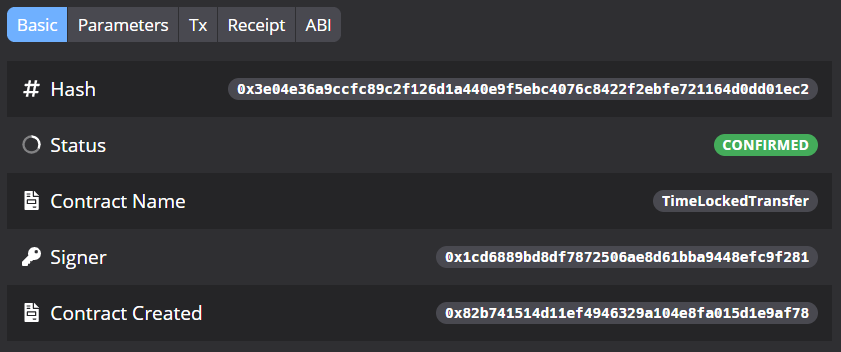 Basic Parameters Tx Receipt ABI
Hash 0x3e04e36a9ccfc89c2f126d1a440e9f5ebc4076c8422f2ebfe721164d0dd01ec2
Status CONFIRMED
Contract Name TimeLockedTransfer
Signer 0x1cd6889bd8df7872506ae8d61bba9448efc9f281
Contract Created 0x82b741514d11ef4946329a104e8fa015d1e9af78